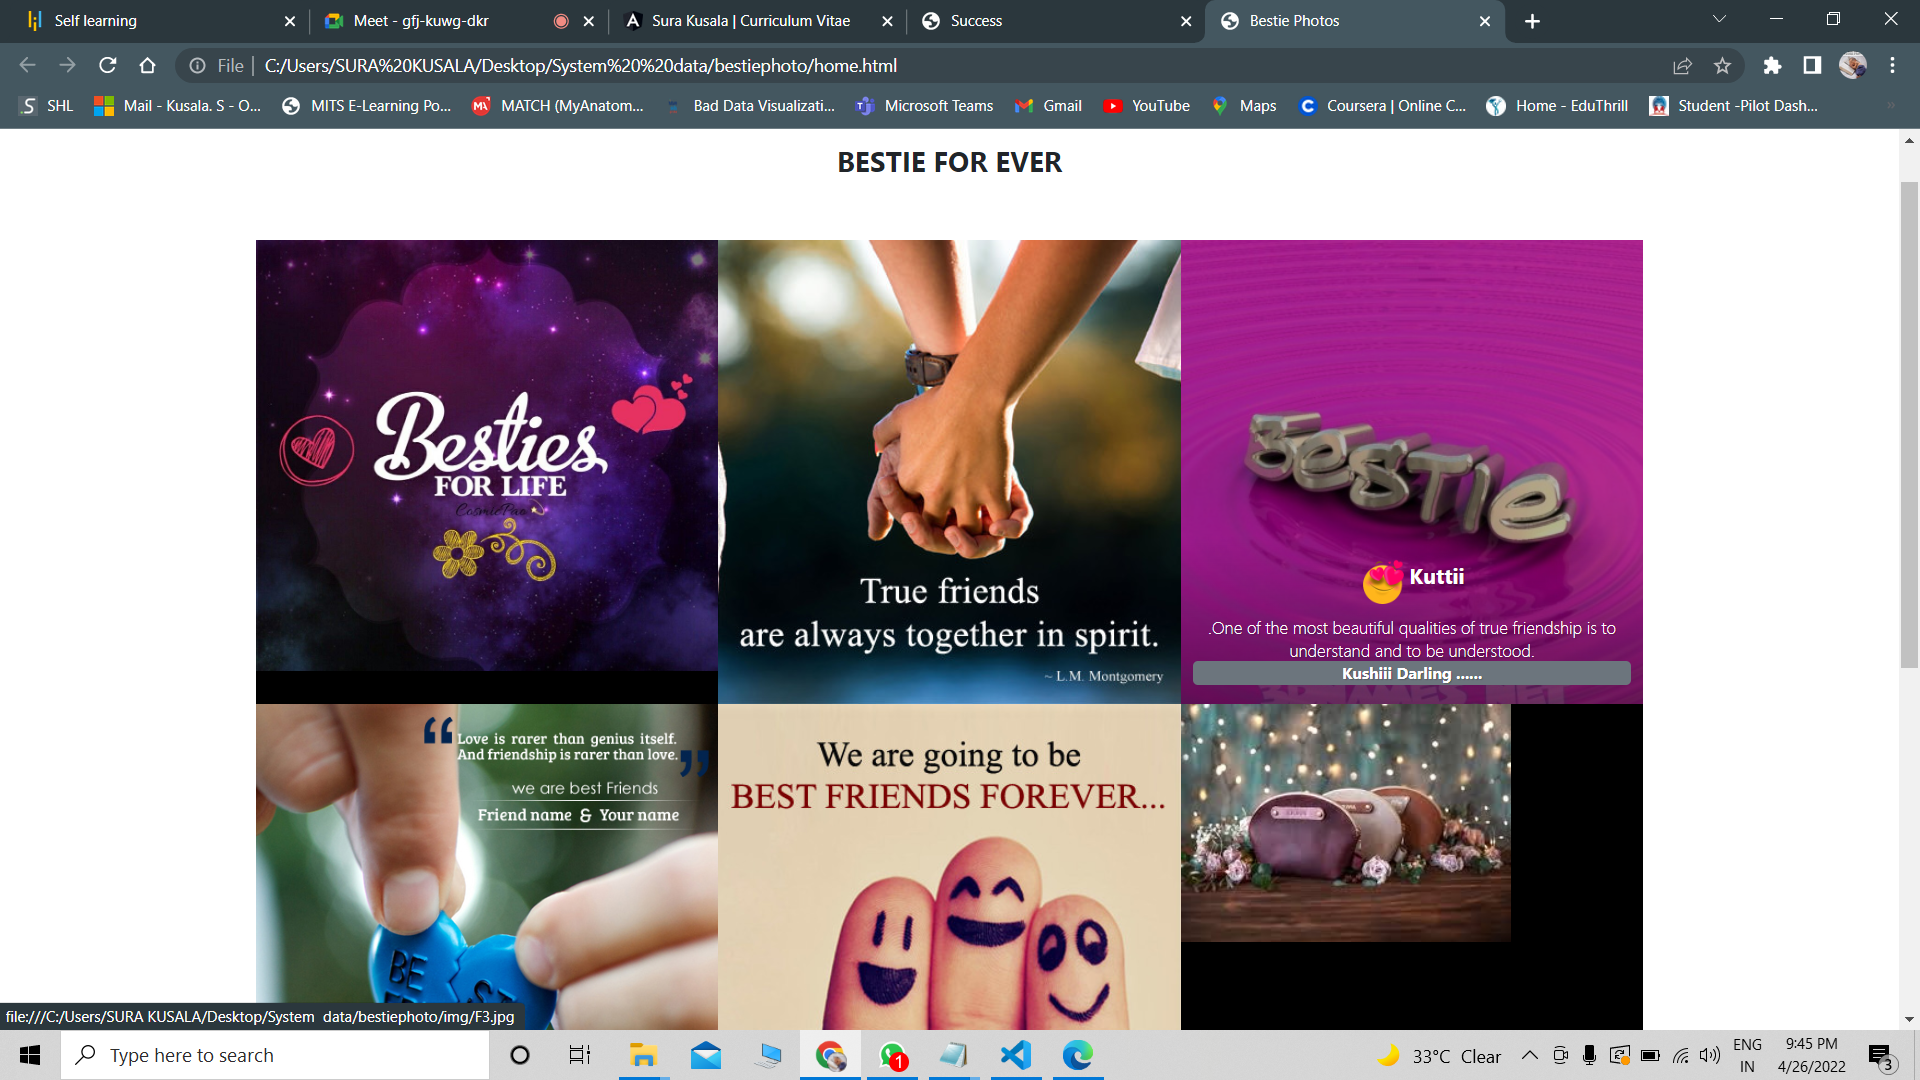 Self learning
Meet - gfj-kuwg-dkr
Sura Kusala | Curriculum Vitae
Success
Bestie Photos
File
C:/Users/SURA%20KUSALA/Desktop/System%20%20data/bestiephoto/home.html
SHL
Mail - Kusala. S - O...
MITS E-Learning Po...
MATCH (MyAnatom...
Bad Data Visualizati...
Microsoft Teams
Gmail
YouTube
Maps
Coursera | Online C...
Home - EduThrill
Student -Pilot Dash...
BESTIE FOR EVER
Besties
FOR LIFE
CosmicPao
True friends
are always together in spirit.
~ L.M. Montgomery
BESTIE
Kuttii
.One of the most beautiful qualities of true friendship is to
understand and to be understood.
Kushiii Darling ......
“ Love is rarer than genius itself.
And friendship is rarer than love. ”
we are best Friends
Friend name & Your name
BE
ST
We are going to be
BEST FRIENDS FOREVER...
file:///C:/Users/SURA KUSALA/Desktop/System  data/bestiephoto/img/F3.jpg
Type here to search
1
33°C Clear
ENG
IN
9:45 PM
4/26/2022
3